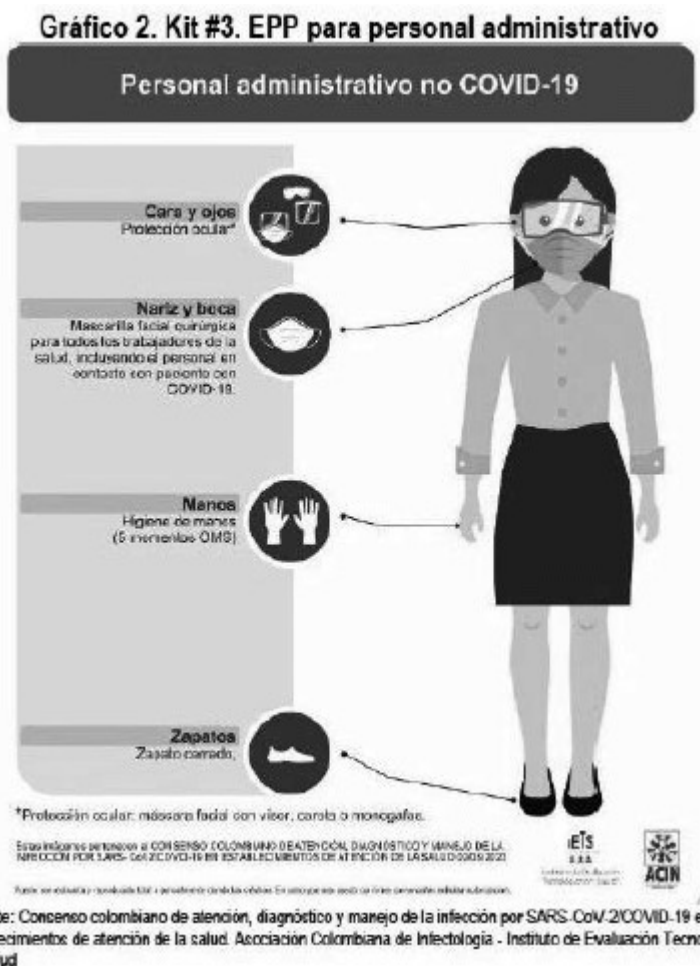 Gráfico 2. Kit #3. EPP para personal administrativo
Personal administrativo no COVID-19
Cara y ojos
Protección ocular*
Nariz y boca
Mascarilla facial quirúrgica
para todos los trabajadores de la
salud, incluyendo el personal en
contacto con paciente con
COVID-19.
Manos
Higiene de manos
(5 momentos OMS)
Zapatos
Zapato cerrado,
*Protección ocular: máscara facial con visor, careta o monogafas.
Estas imágenes pertenecen al CONSENSO COLOMBIANO DE ATENCIÓN, DIAGNÓSTICO Y MANEJO DE LA
INFECCIÓN POR SARS-CoV-2/COVID-19 EN ESTABLECIMIENTOS DE ATENCIÓN DE LA SALUD
iETS
ACIN
te: Consenso colombiano de atención, diagnóstico y manejo de la infección por SARS-CoV-2/COVID-19 e
ecimientos de atención de la salud. Asociación Colombiana de Infectología - Instituto de Evaluación Tecno
ud